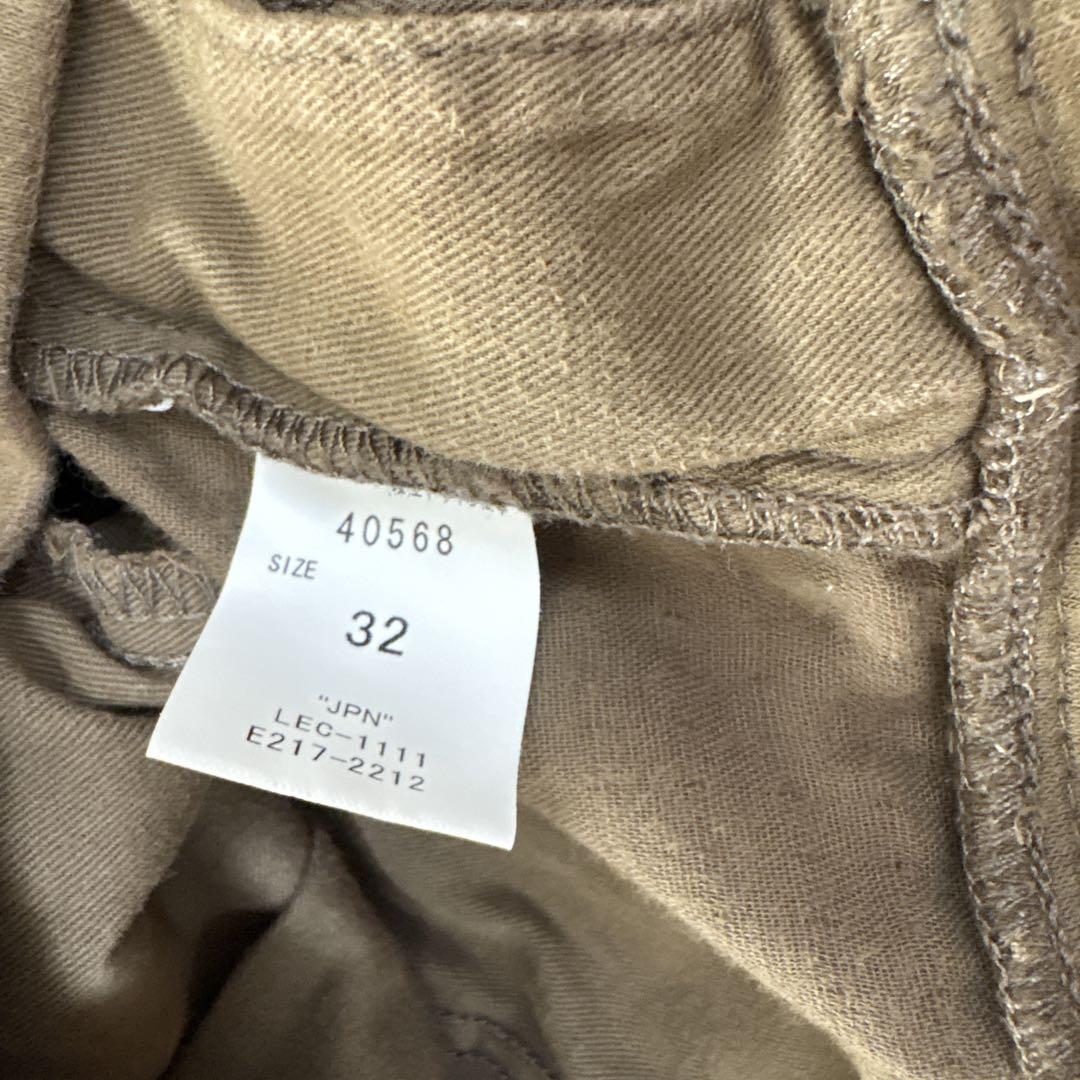 40568
SIZE
32
"JPN"
LEC-1111
E217-2212